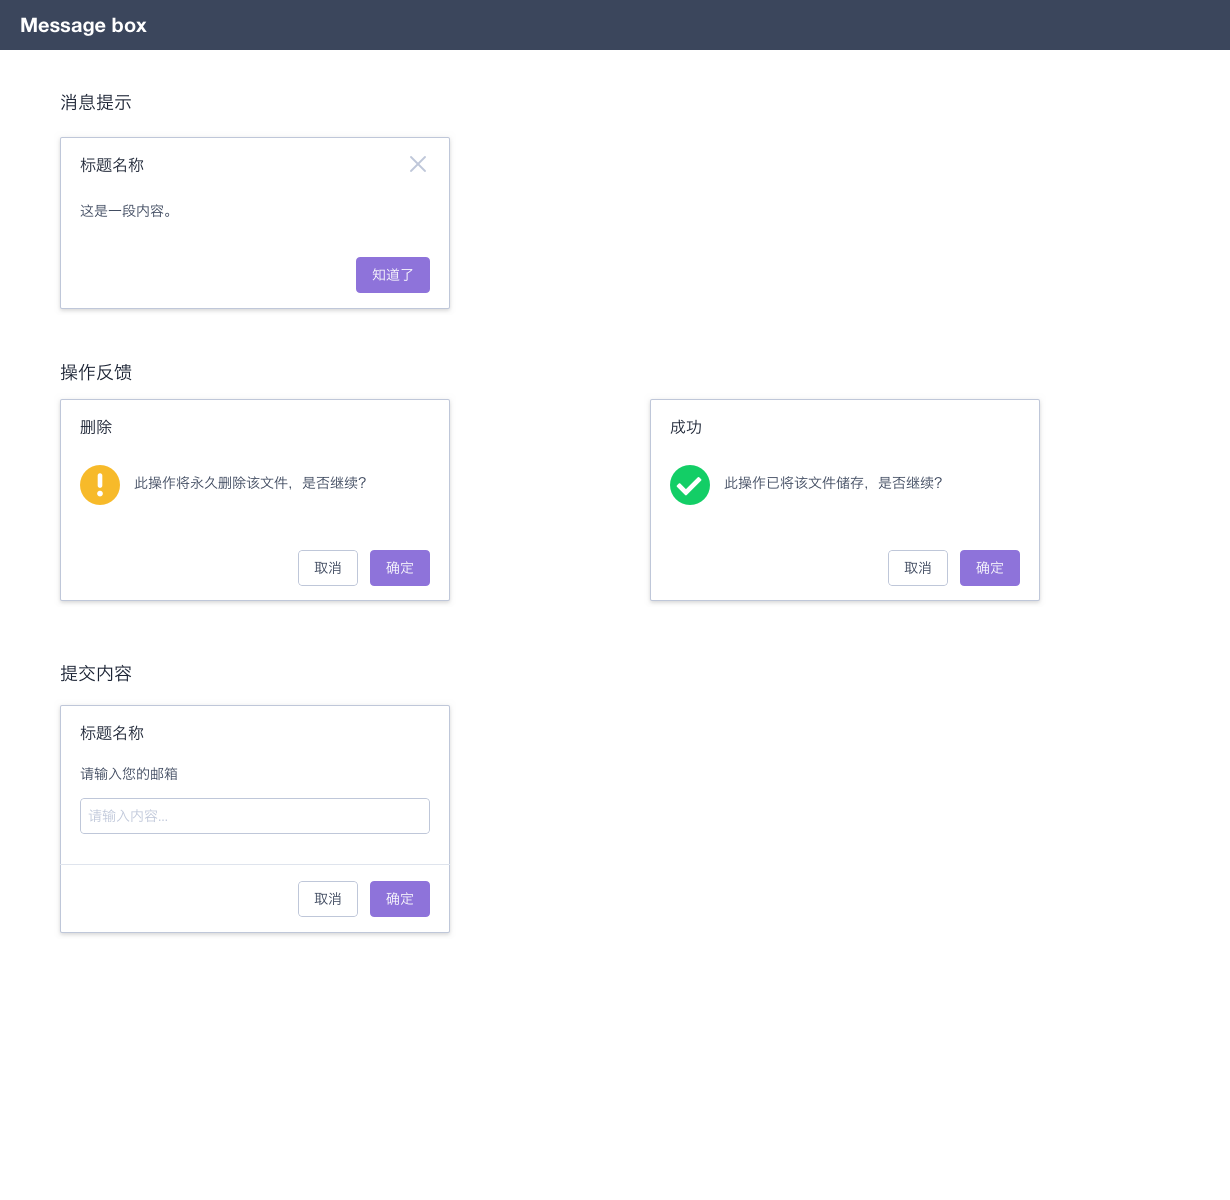 Message box
消息提示
标题名称
这是一段内容。
知道了
操作反馈
删除
此操作将永久删除该文件，是否继续？
取消
确定
成功
此操作已将该文件储存，是否继续？
取消
确定
提交内容
标题名称
请输入您的邮箱
请输入内容...
取消
确定